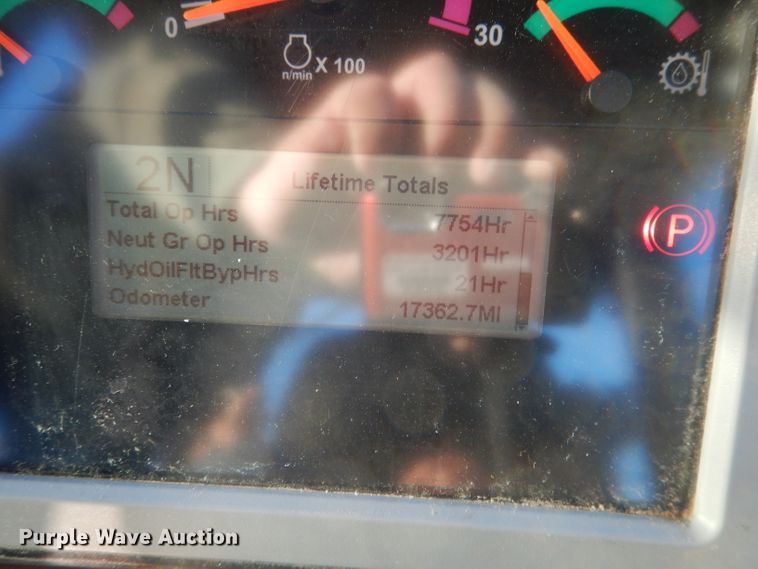 0
n/min X 100
30
2N Lifetime Totals
Total Op Hrs 7754Hr
Neut Gr Op Hrs 3201Hr
HydOilFltBypHrs 21Hr
Odometer 17362.7MI
P
Purple Wave Auction